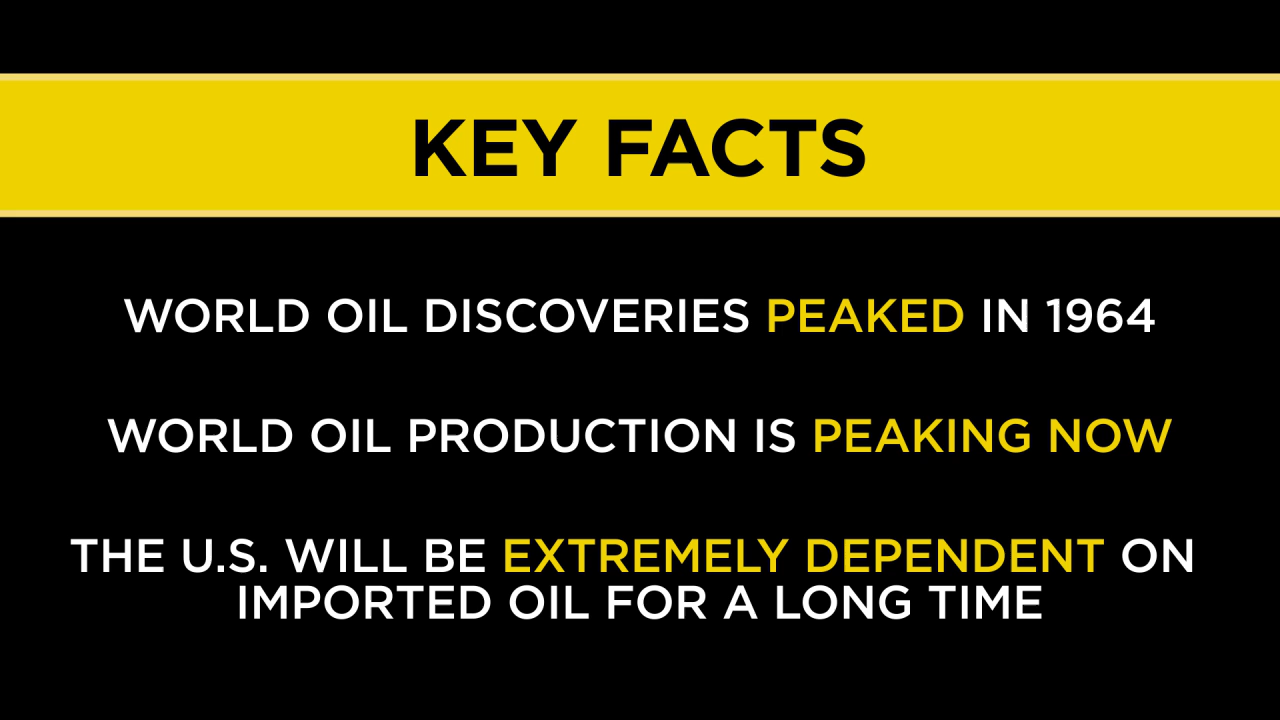 KEY FACTS
WORLD OIL DISCOVERIES PEAKED IN 1964
WORLD OIL PRODUCTION IS PEAKING NOW
THE U.S. WILL BE EXTREMELY DEPENDENT ON
IMPORTED OIL FOR A LONG TIME